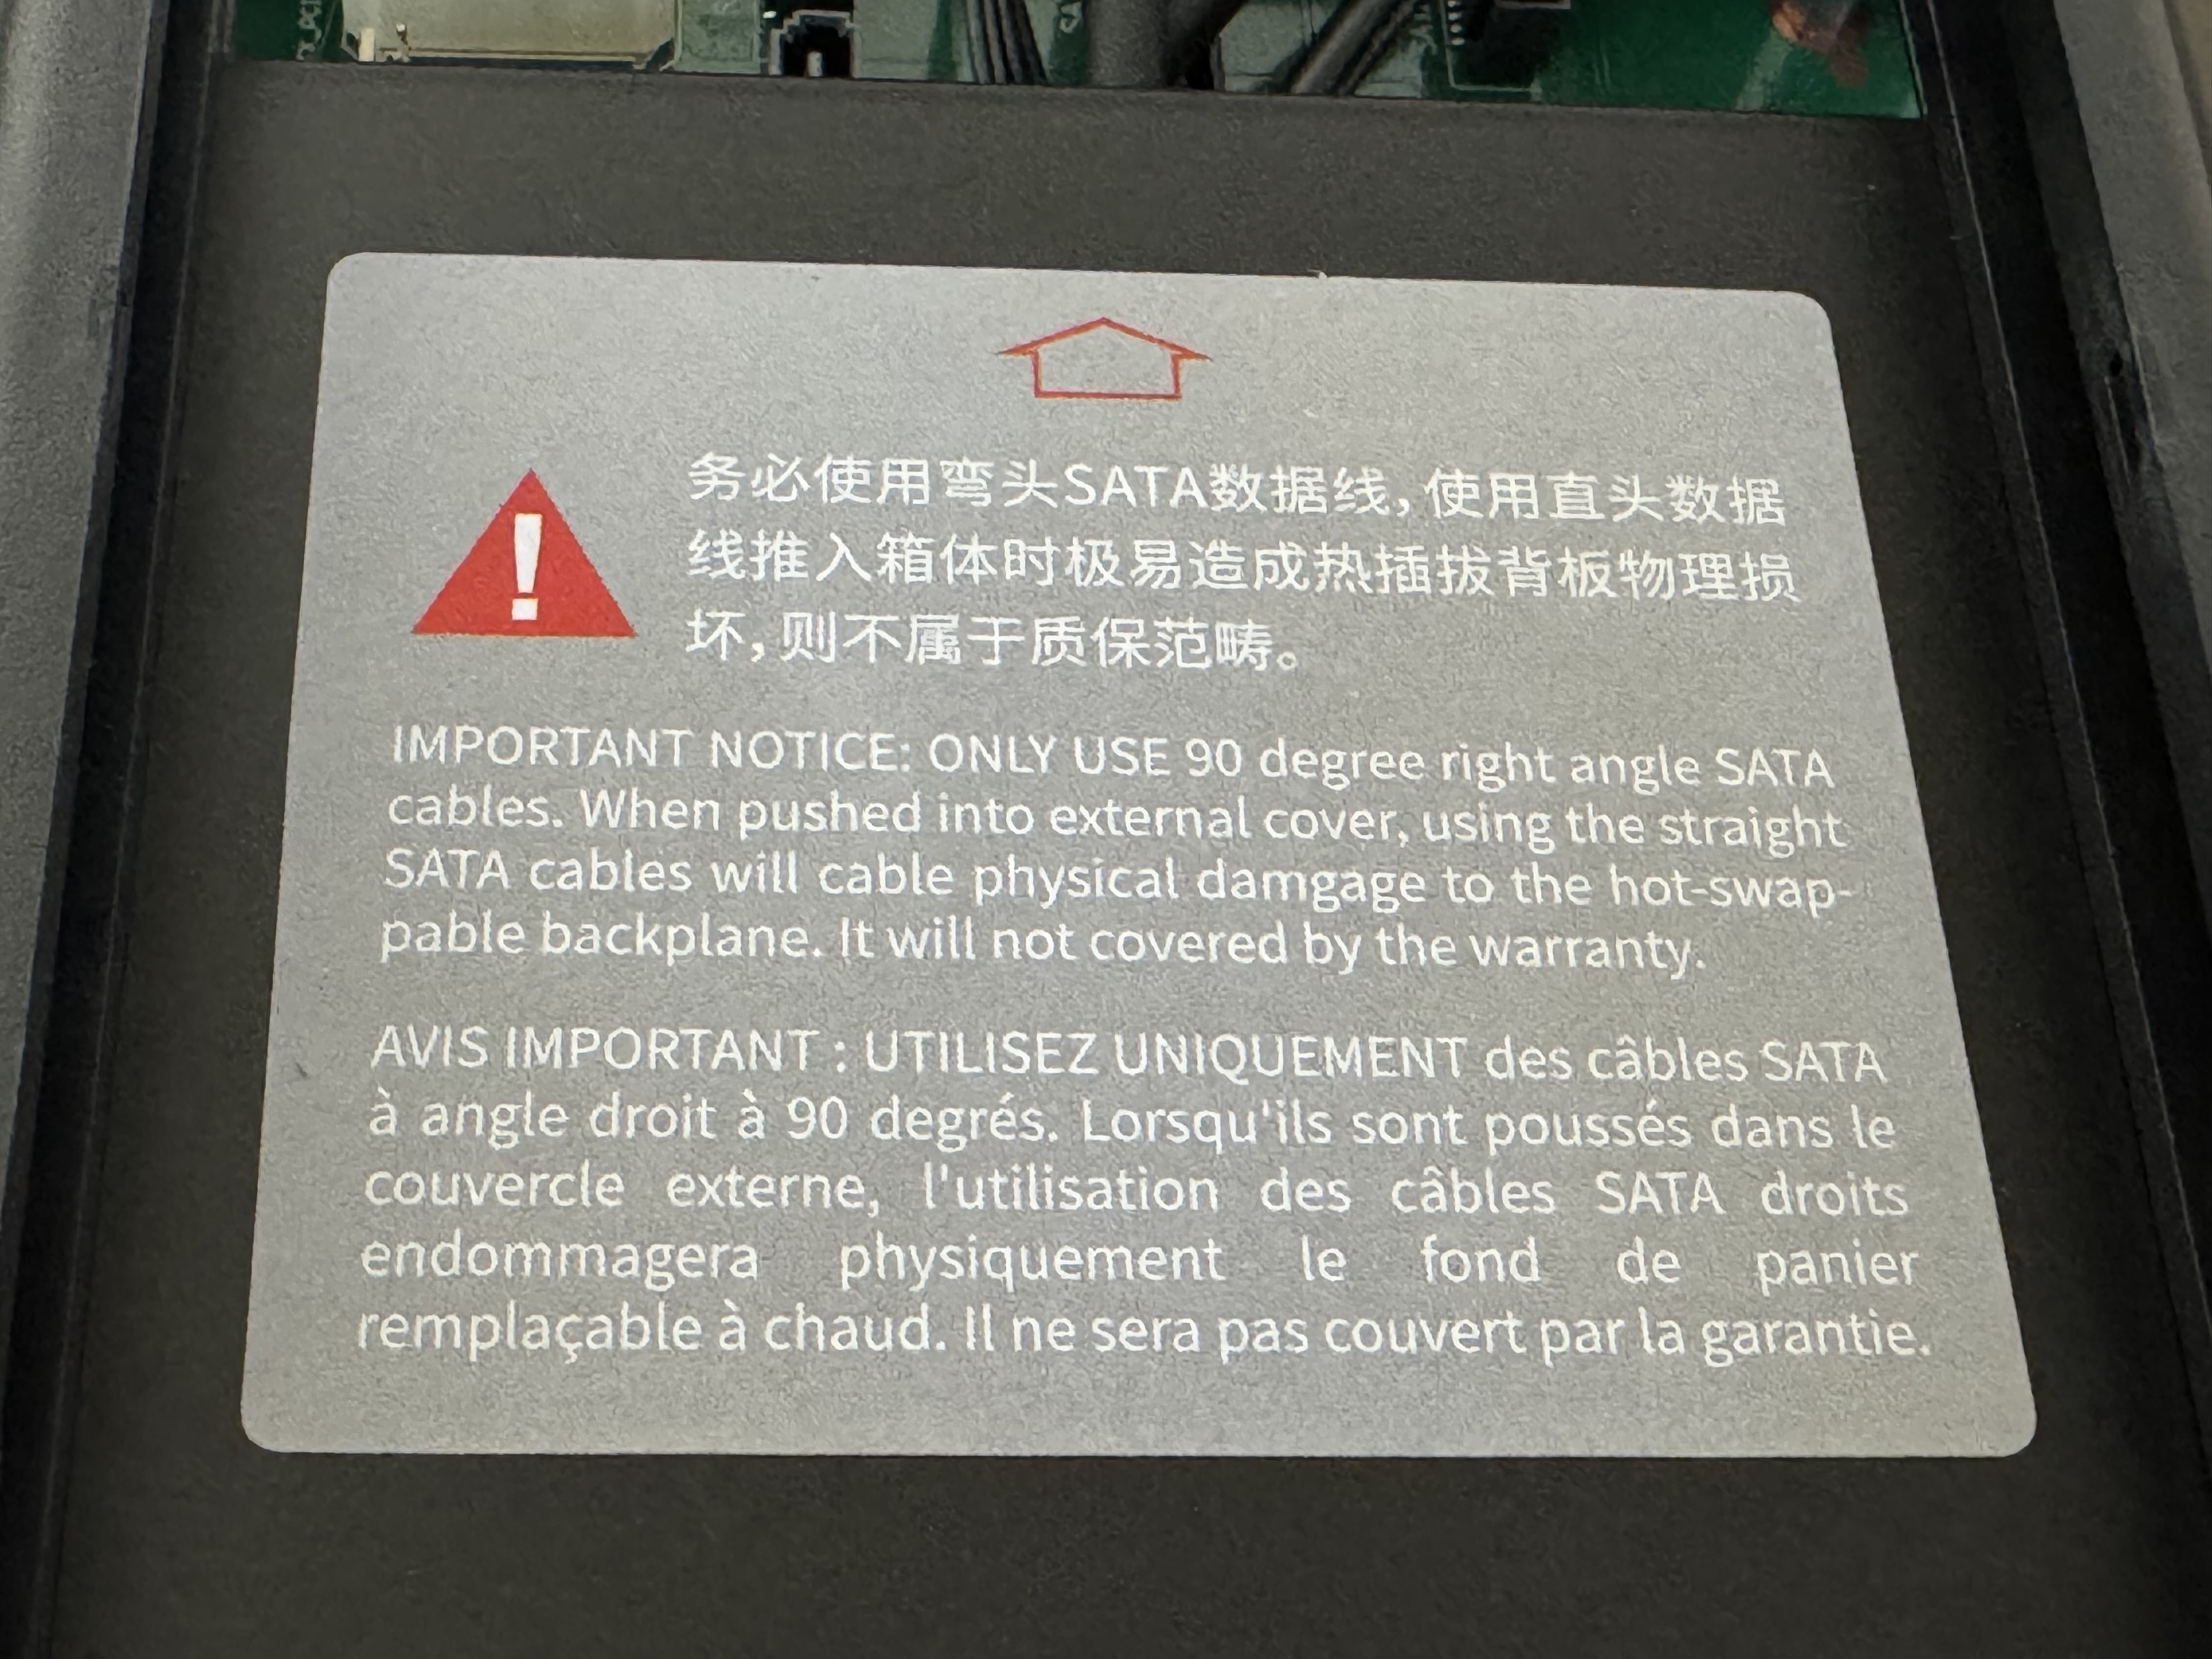 务必使用弯头SATA数据线,使用直头数据
线推入箱体时极易造成热插拔背板物理损
坏,则不属于质保范畴。
IMPORTANT NOTICE: ONLY USE 90 degree right angle SATA
cables. When pushed into external cover, using the straight
SATA cables will cable physical damgage to the hot-swap-
pable backplane. It will not covered by the warranty.
AVIS IMPORTANT : UTILISEZ UNIQUEMENT des câbles SATA
à angle droit à 90 degrés. Lorsqu'ils sont poussés dans le
couvercle externe, l'utilisation des câbles SATA droits
endommagera physiquement le fond de panier
remplaçable à chaud. Il ne sera pas couvert par la garantie.